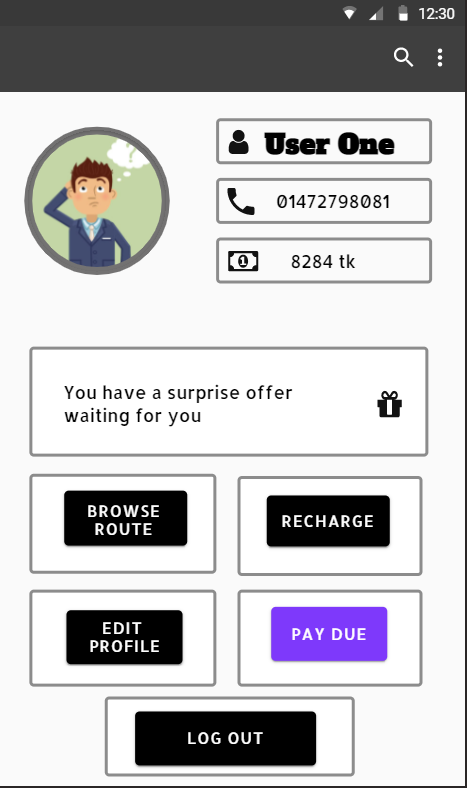 12:30
User One
01472798081
8284 tk
You have a surprise offer
waiting for you
BROWSE
ROUTE
RECHARGE
EDIT
PROFILE
PAY DUE
LOG OUT